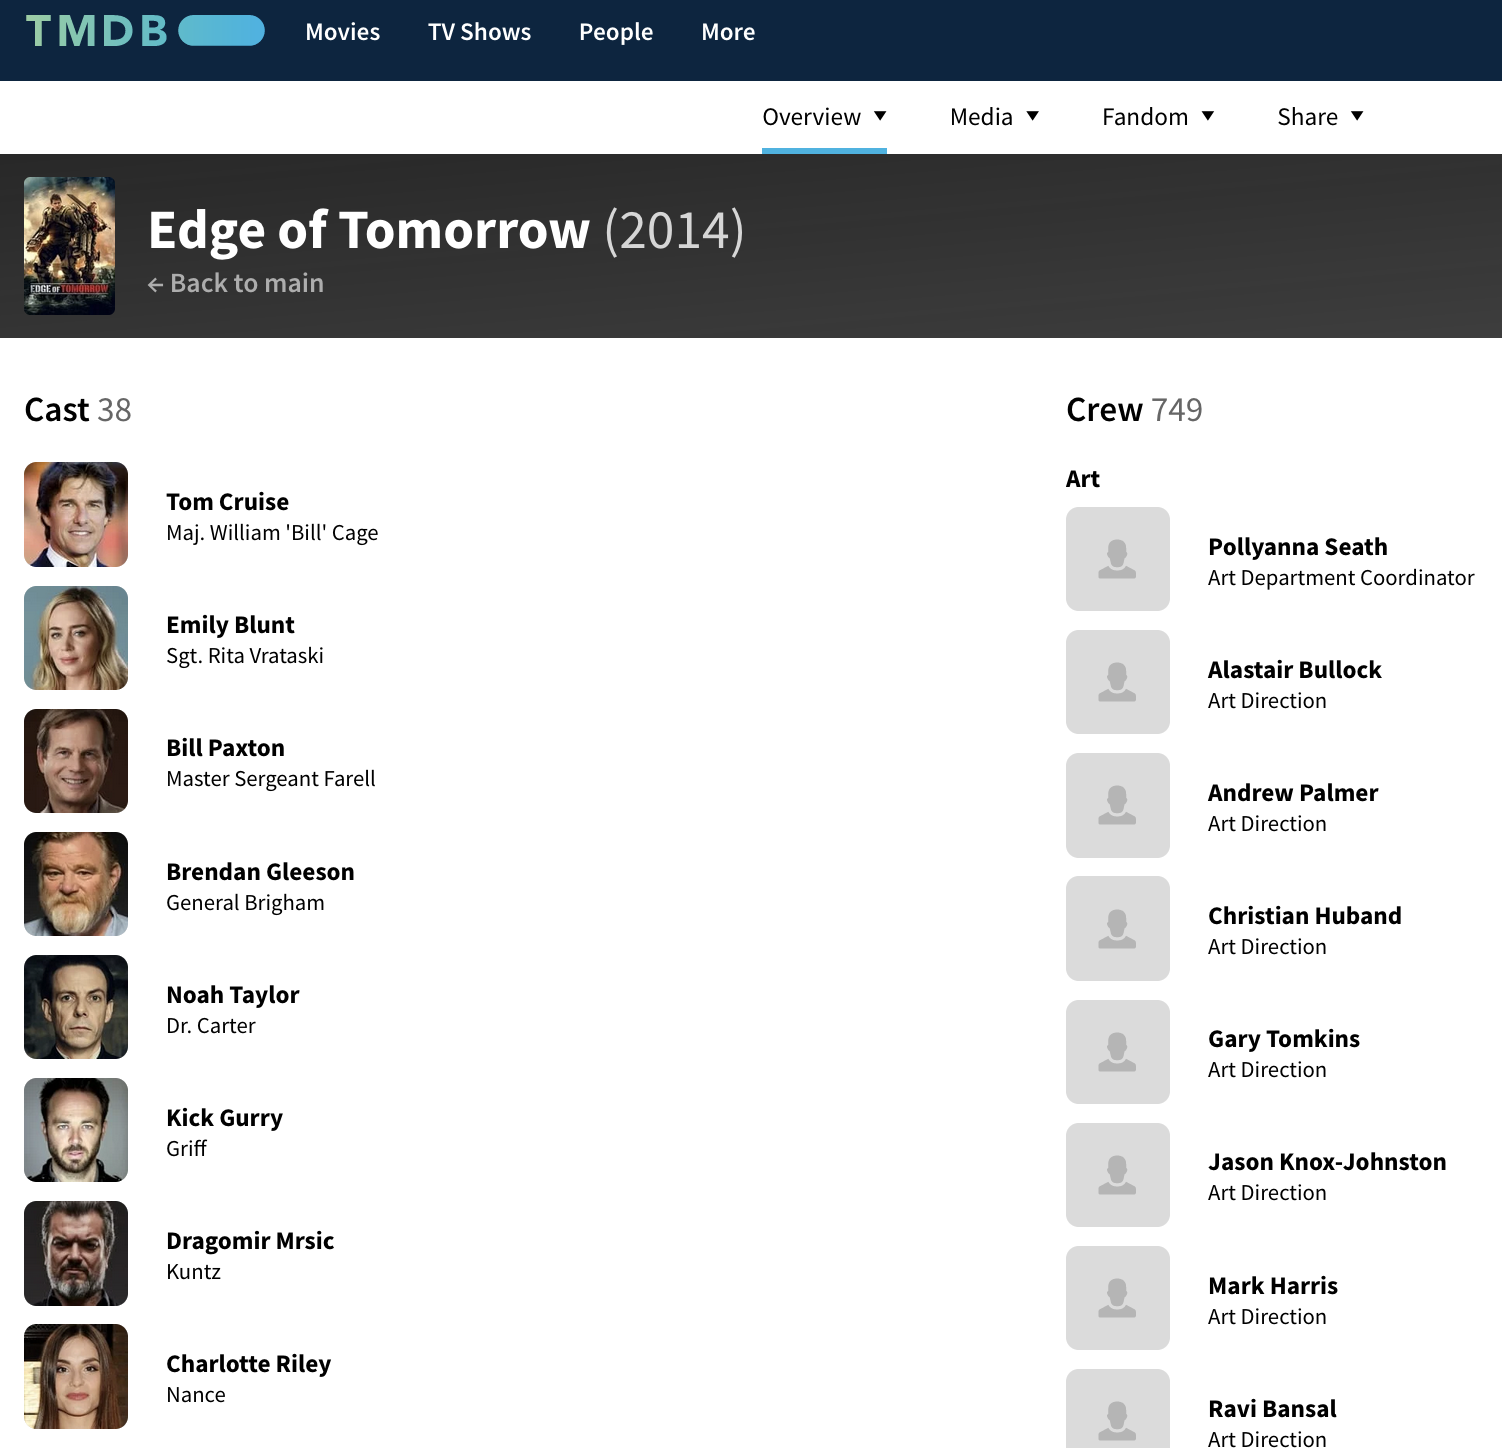 TMDB
Movies
TV Shows
People
More
Overview
Media
Fandom
Share
EDGE OF TOMORROW
Edge of Tomorrow (2014)
← Back to main
Cast 38
Tom Cruise
Maj. William 'Bill' Cage
Emily Blunt
Sgt. Rita Vrataski
Bill Paxton
Master Sergeant Farell
Brendan Gleeson
General Brigham
Noah Taylor
Dr. Carter
Kick Gurry
Griff
Dragomir Mrsic
Kuntz
Charlotte Riley
Nance
Crew 749
Art
Pollyanna Seath
Art Department Coordinator
Alastair Bullock
Art Direction
Andrew Palmer
Art Direction
Christian Huband
Art Direction
Gary Tomkins
Art Direction
Jason Knox-Johnston
Art Direction
Mark Harris
Art Direction
Ravi Bansal
Art Direction